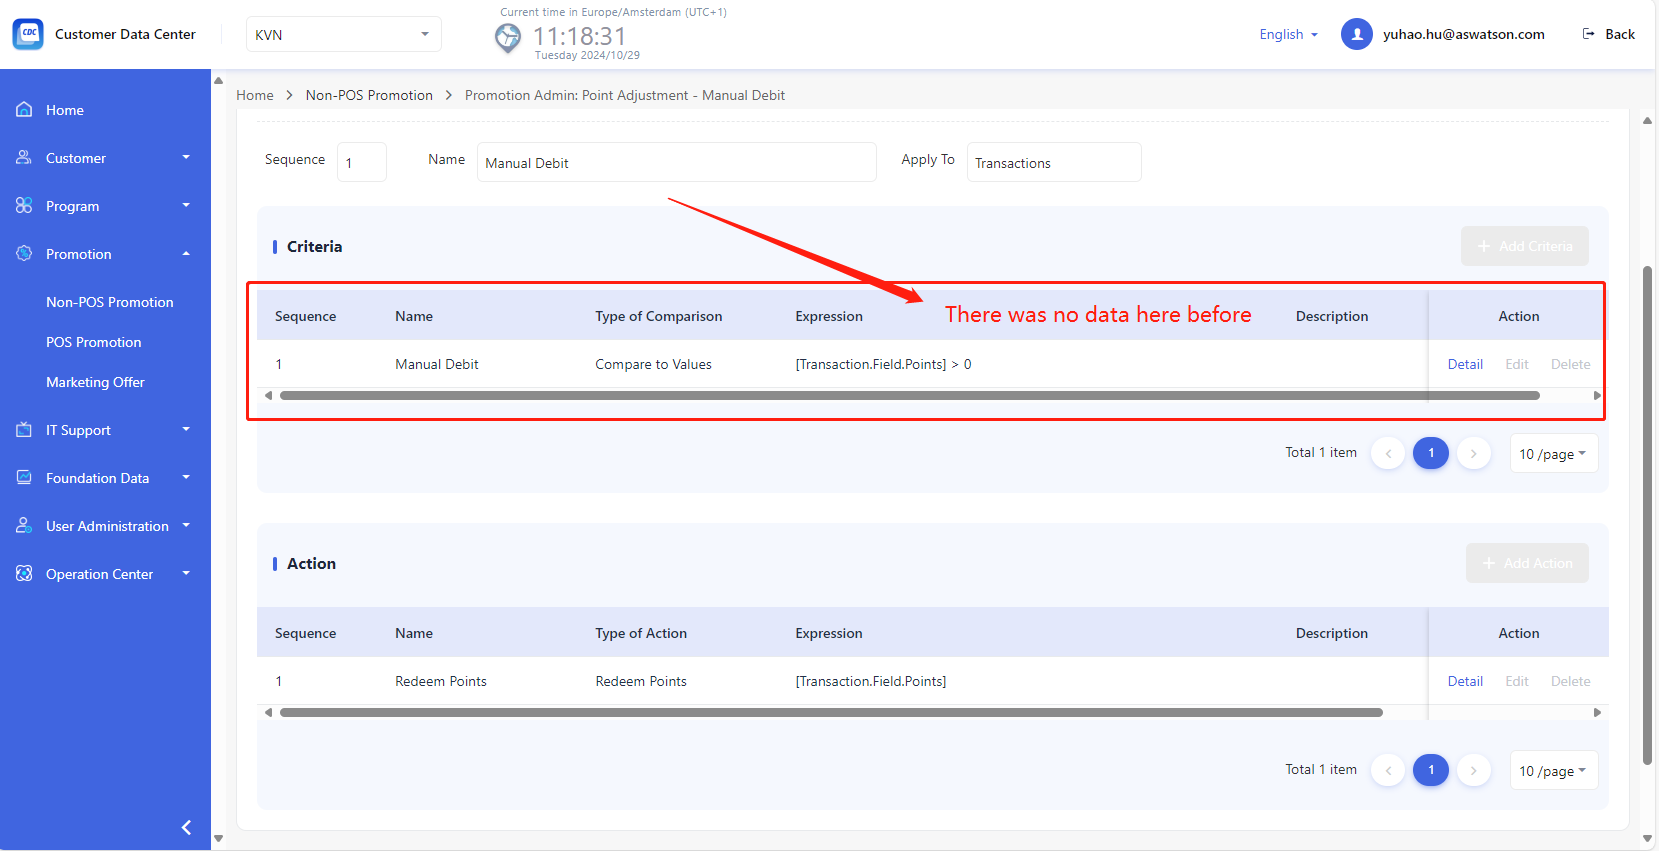 CDC
Customer Data Center
KVN
Current time in Europe/Amsterdam (UTC+1)
11:18:31
Tuesday 2024/10/29
English
yuhao.hu@aswatson.com
Back
Home
Customer
Program
Promotion
Non-POS Promotion
POS Promotion
Marketing Offer
IT Support
Foundation Data
User Administration
Operation Center
Home > Non-POS Promotion > Promotion Admin: Point Adjustment - Manual Debit
Sequence 1 Name Manual Debit Apply To Transactions
Criteria
+ Add Criteria
There was no data here before
Sequence Name Type of Comparison Expression Description Action
1 Manual Debit Compare to Values [Transaction.Field.Points] > 0 Detail Edit Delete
Total 1 item < 1 > 10 /page
Action
+ Add Action
Sequence Name Type of Action Expression Description Action
1 Redeem Points Redeem Points [Transaction.Field.Points] Detail Edit Delete
Total 1 item < 1 > 10 /page